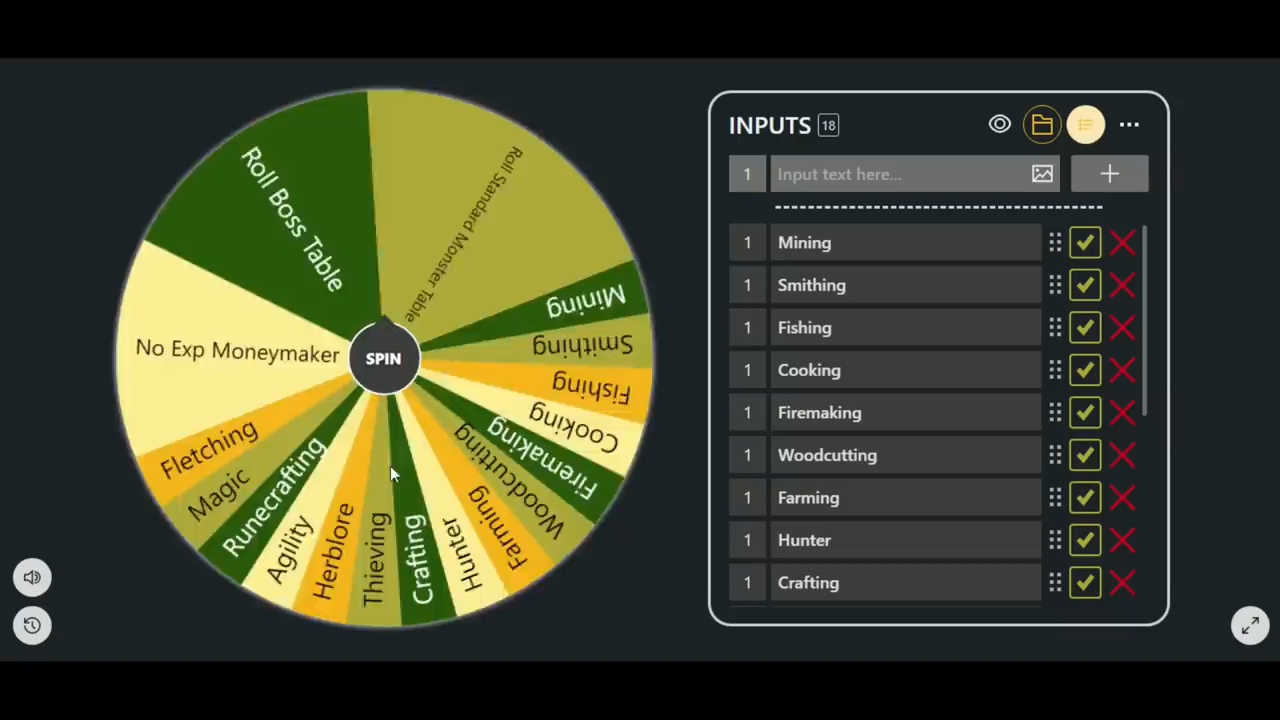 Roll Boss Table
Roll Standard Monster Table
Mining
Smithing
Fishing
Cooking
Firemaking
Woodcutting
Farming
Hunter
Crafting
Thieving
Herblore
Agility
Runecrafting
Magic
Fletching
No Exp Moneymaker
SPIN
INPUTS 18
1 Input text here...
1 Mining
1 Smithing
1 Fishing
1 Cooking
1 Firemaking
1 Woodcutting
1 Farming
1 Hunter
1 Crafting